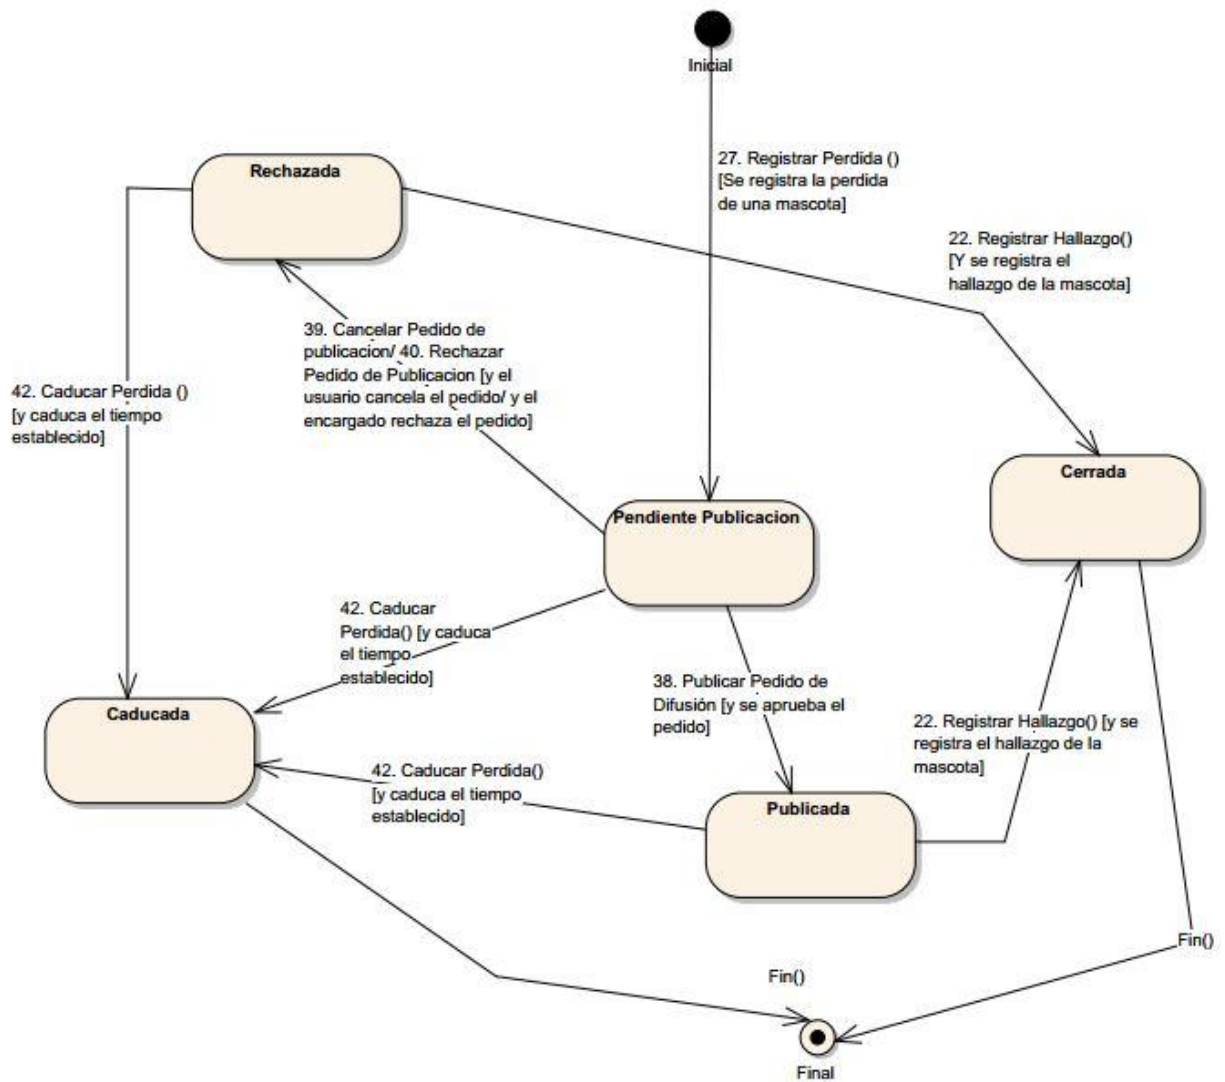 Inicial
27. Registrar Perdida ()
[Se registra la perdida
de una mascota]
Rechazada
22. Registrar Hallazgo()
[Y se registra el
hallazgo de la mascota]
39. Cancelar Pedido de
publicacion/ 40. Rechazar
Pedido de Publicacion [y el
usuario cancela el pedido/ y el
encargado rechaza el pedido]
42. Caducar Perdida ()
[y caduca el tiempo
establecido]
Cerrada
Pendiente Publicacion
42. Caducar
Perdida() [y caduca
el tiempo
establecido]
38. Publicar Pedido de
Difusión [y se aprueba el
pedido]
Caducada
22. Registrar Hallazgo() [y se
registra el hallazgo de la
mascota]
42. Caducar Perdida()
[y caduca el tiempo
establecido]
Publicada
Fin()
Fin()
Final